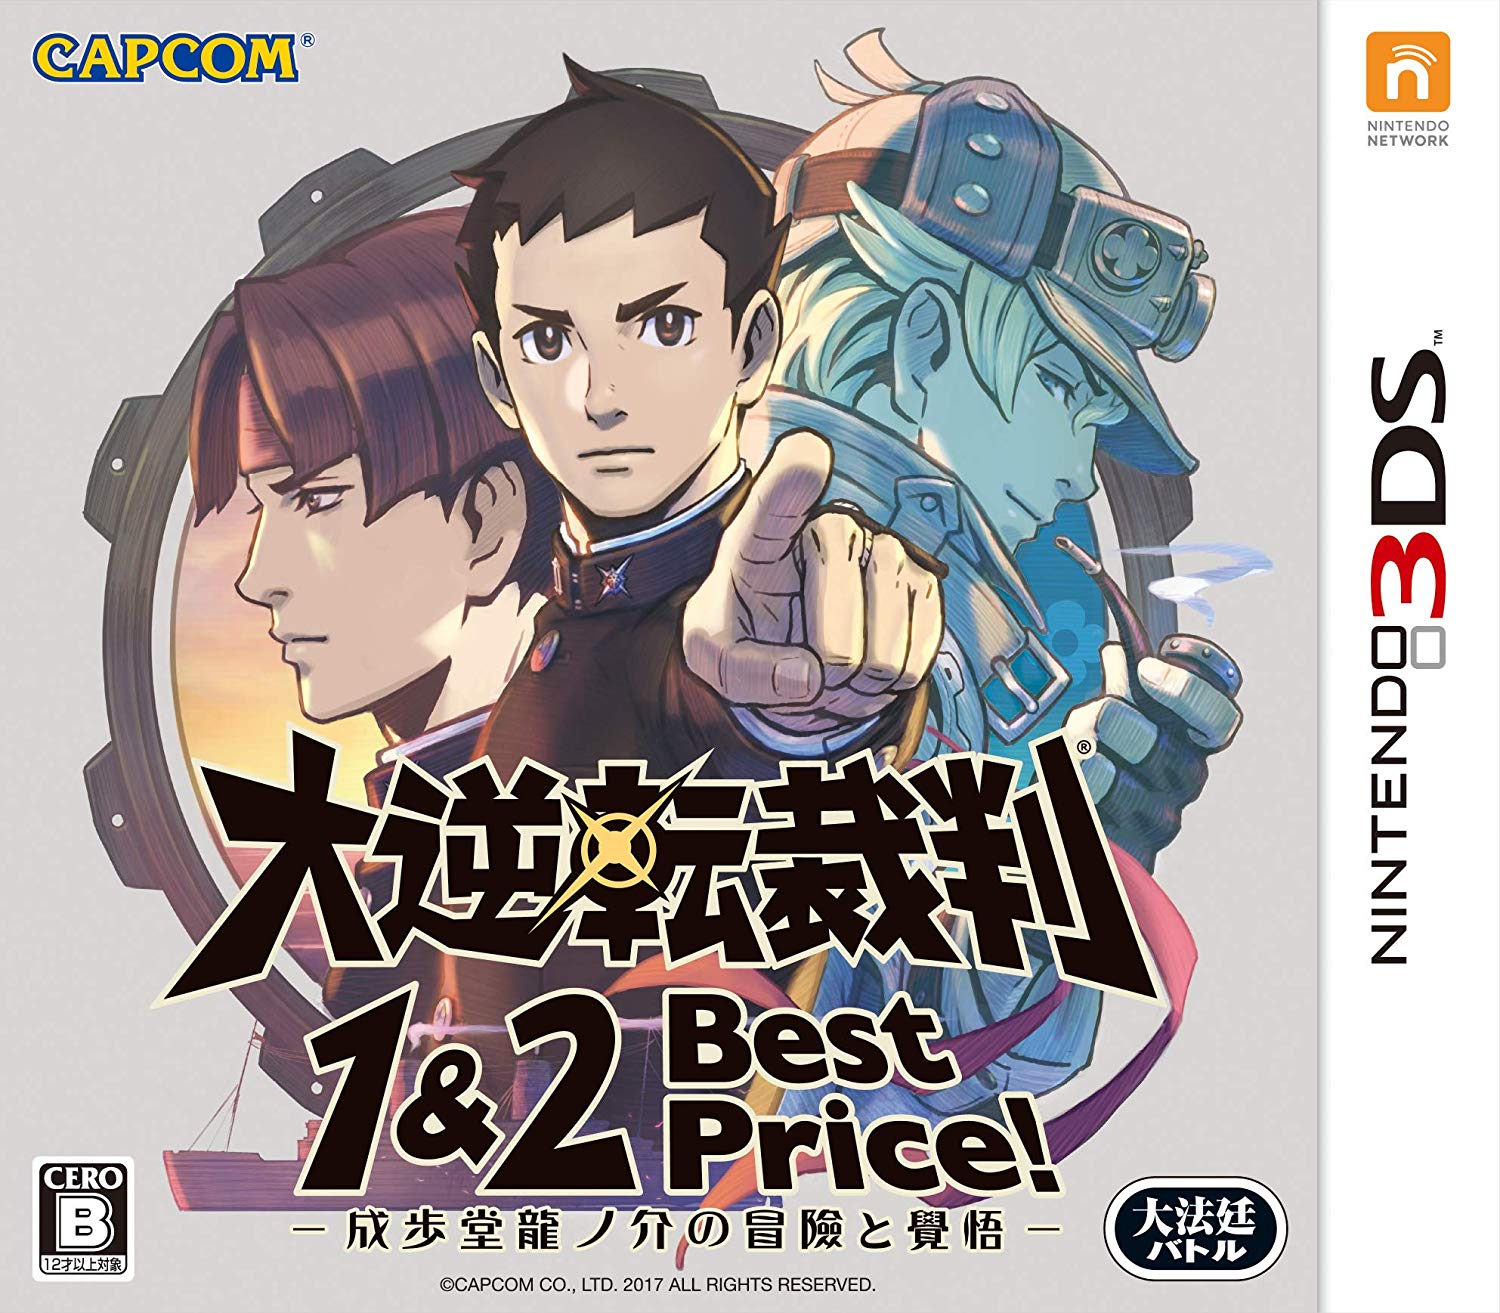 CAPCOM®
NINTENDO
NETWORK
NINTENDO3DS™
大逆転裁判®
1&2
Best
Price!
－成歩堂龍ノ介の冒險と覺悟－
CERO
B
12才以上対象
大法廷
バトル
©CAPCOM CO., LTD. 2017 ALL RIGHTS RESERVED.